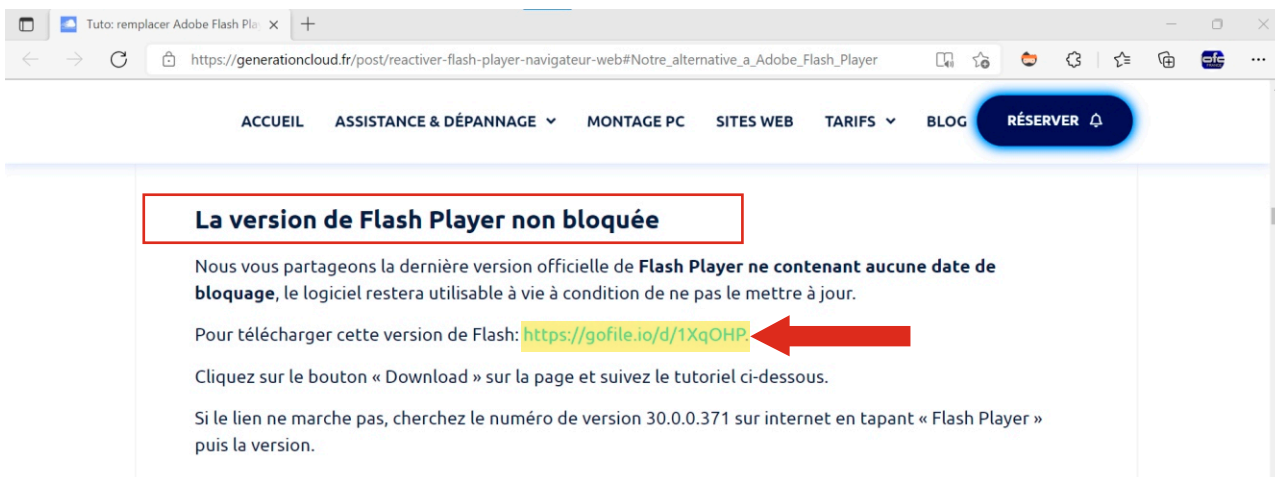 Tuto: remplacer Adobe Flash Pla
https://generationcloud.fr/post/reactiver-flash-player-navigateur-web#Notre_alternative_a_Adobe_Flash_Player
ACCUEIL ASSISTANCE & DÉPANNAGE MONTAGE PC SITES WEB TARIFS BLOG RÉSERVER
La version de Flash Player non bloquée
Nous vous partageons la dernière version officielle de Flash Player ne contenant aucune date de
bloquage, le logiciel restera utilisable à vie à condition de ne pas le mettre à jour.
Pour télécharger cette version de Flash: https://gofile.io/d/1XqOHP.
Cliquez sur le bouton « Download » sur la page et suivez le tutoriel ci-dessous.
Si le lien ne marche pas, cherchez le numéro de version 30.0.0.371 sur internet en tapant « Flash Player »
puis la version.